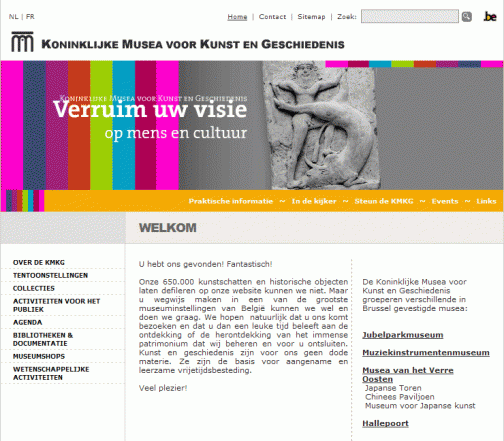 NL | FR
Home | Contact | Sitemap | Zoek:
.be
KONINKLIJKE MUSEA VOOR KUNST EN GESCHIEDENIS
KONINKLIJKE MUSEA VOOR KUNST EN GESCHIEDENIS
Verruim uw visie
op mens en cultuur
Praktische informatie ~ In de kijker ~ Steun de KMKG ~ Events ~ Links
WELKOM
OVER DE KMKG
TENTOONSTELLINGEN
COLLECTIES
ACTIVITEITEN VOOR HET
PUBLIEK
AGENDA
BIBLIOTHEKEN &
DOCUMENTATIE
MUSEUMSHOPS
WETENSCHAPPELIJKE
ACTIVITEITEN
U hebt ons gevonden! Fantastisch!
Onze 650.000 kunstschatten en historische objecten
laten defileren op onze website kunnen we niet. Maar
u wegwijs maken in een van de grootste
museuminstellingen van België kunnen we wel en
doen we graag. We hopen natuurlijk dat u ons komt
bezoeken en dat u dan een leuke tijd beleeft aan de
ontdekking of de herontdekking van het immense
patrimonium dat wij beheren en voor u ontsluiten.
Kunst en geschiedenis zijn voor ons geen dode
materie. Ze zijn de basis voor aangename en
leerzame vrijetijdsbesteding.
Veel plezier!
De Koninklijke Musea voor
Kunst en Geschiedenis
groeperen verschillende in
Brussel gevestigde musea:
Jubelparkmuseum
Muziekinstrumentenmuseum
Musea van het Verre
Oosten
Japanse Toren
Chinees Paviljoen
Museum voor Japanse kunst
Hallepoort